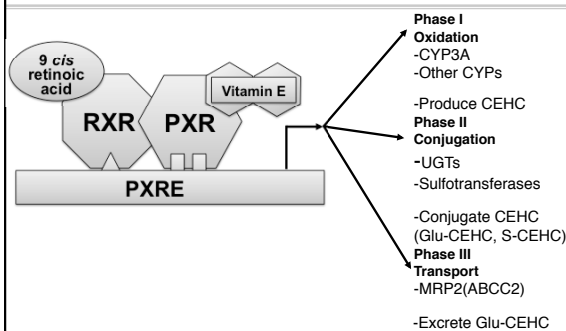 9 cis
retinoic
acid
Vitamin E
RXR
PXR
PXRE
Phase I
Oxidation
-CYP3A
-Other CYPs
-Produce CEHC
Phase II
Conjugation
-UGTs
-Sulfotransferases
-Conjugate CEHC
(Glu-CEHC, S-CEHC)
Phase III
Transport
-MRP2(ABCC2)
-Excrete Glu-CEHC